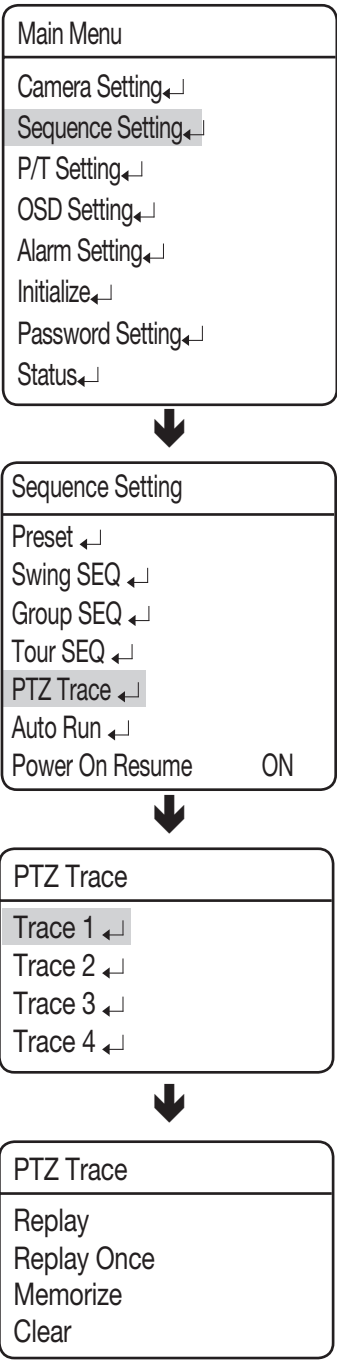 Main Menu
Camera Setting↵
Sequence Setting↵
P/T Setting↵
OSD Setting↵
Alarm Setting↵
Initialize↵
Password Setting↵
Status↵
Sequence Setting
Preset ↵
Swing SEQ ↵
Group SEQ ↵
Tour SEQ ↵
PTZ Trace ↵
Auto Run ↵
Power On Resume ON
PTZ Trace
Trace 1 ↵
Trace 2 ↵
Trace 3 ↵
Trace 4 ↵
PTZ Trace
Replay
Replay Once
Memorize
Clear